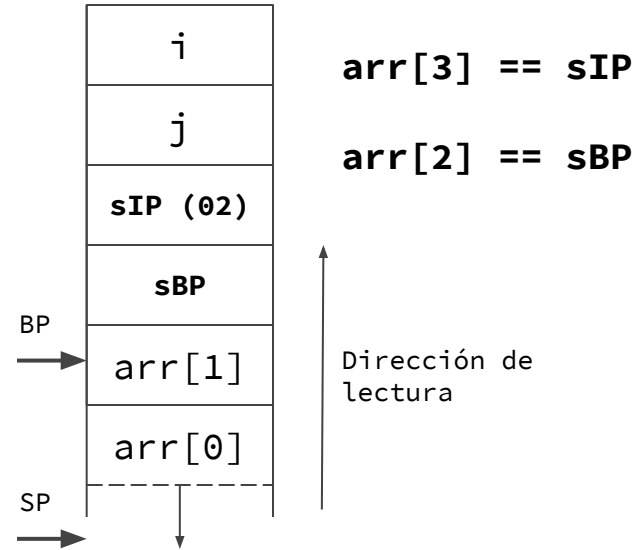 i
j
sIP (02)
sBP
arr[1]
arr[0]
BP
SP
arr[3] == sIP
arr[2] == sBP
Dirección de
lectura